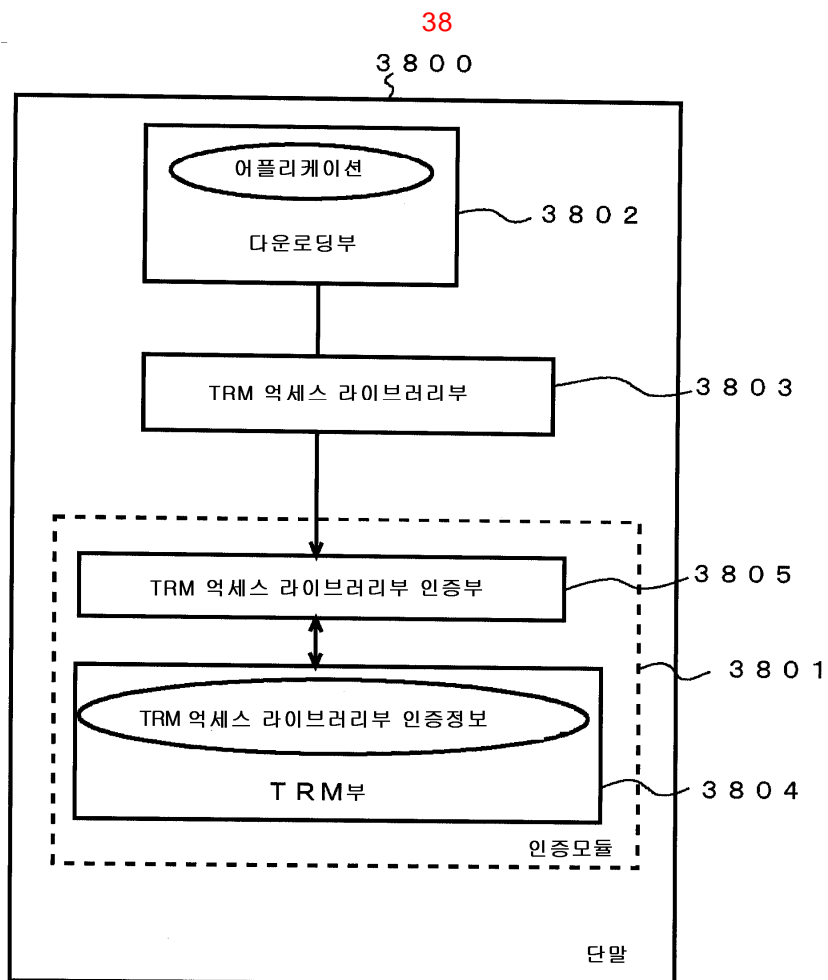 38
3800
어플리케이션
3802
다운로딩부
TRM 억세스 라이브러리부
3803
TRM 억세스 라이브러리부 인증부
3805
3801
TRM 억세스 라이브러리부 인증정보
TRM부
3804
인증모듈
단말